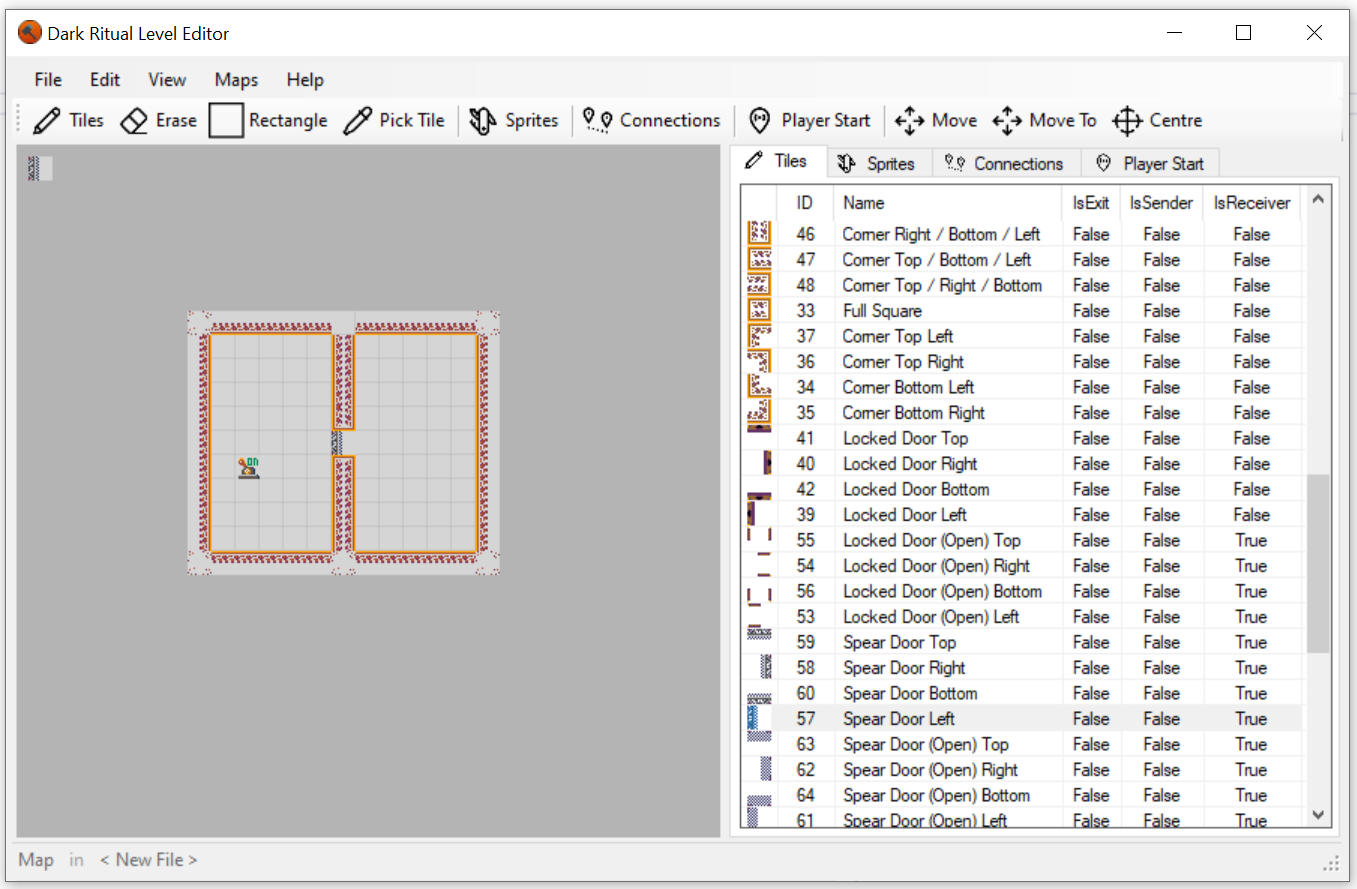 Dark Ritual Level Editor
File Edit View Maps Help
Tiles Erase Rectangle Pick Tile Sprites Connections Player Start Move Move To Centre
Tiles Sprites Connections Player Start
ID Name IsExit IsSender IsReceiver
46 Corner Right / Bottom / Left False False False
47 Corner Top / Bottom / Left False False False
48 Corner Top / Right / Bottom False False False
33 Full Square False False False
37 Corner Top Left False False False
36 Corner Top Right False False False
34 Corner Bottom Left False False False
35 Corner Bottom Right False False False
41 Locked Door Top False False False
40 Locked Door Right False False False
42 Locked Door Bottom False False False
39 Locked Door Left False False False
55 Locked Door (Open) Top False False True
54 Locked Door (Open) Right False False True
56 Locked Door (Open) Bottom False False True
53 Locked Door (Open) Left False False True
59 Spear Door Top False False True
58 Spear Door Right False False True
60 Spear Door Bottom False False True
57 Spear Door Left False False True
63 Spear Door (Open) Top False False True
62 Spear Door (Open) Right False False True
64 Spear Door (Open) Bottom False False True
61 Spear Door (Open) Left False False True
on
Map in < New File >